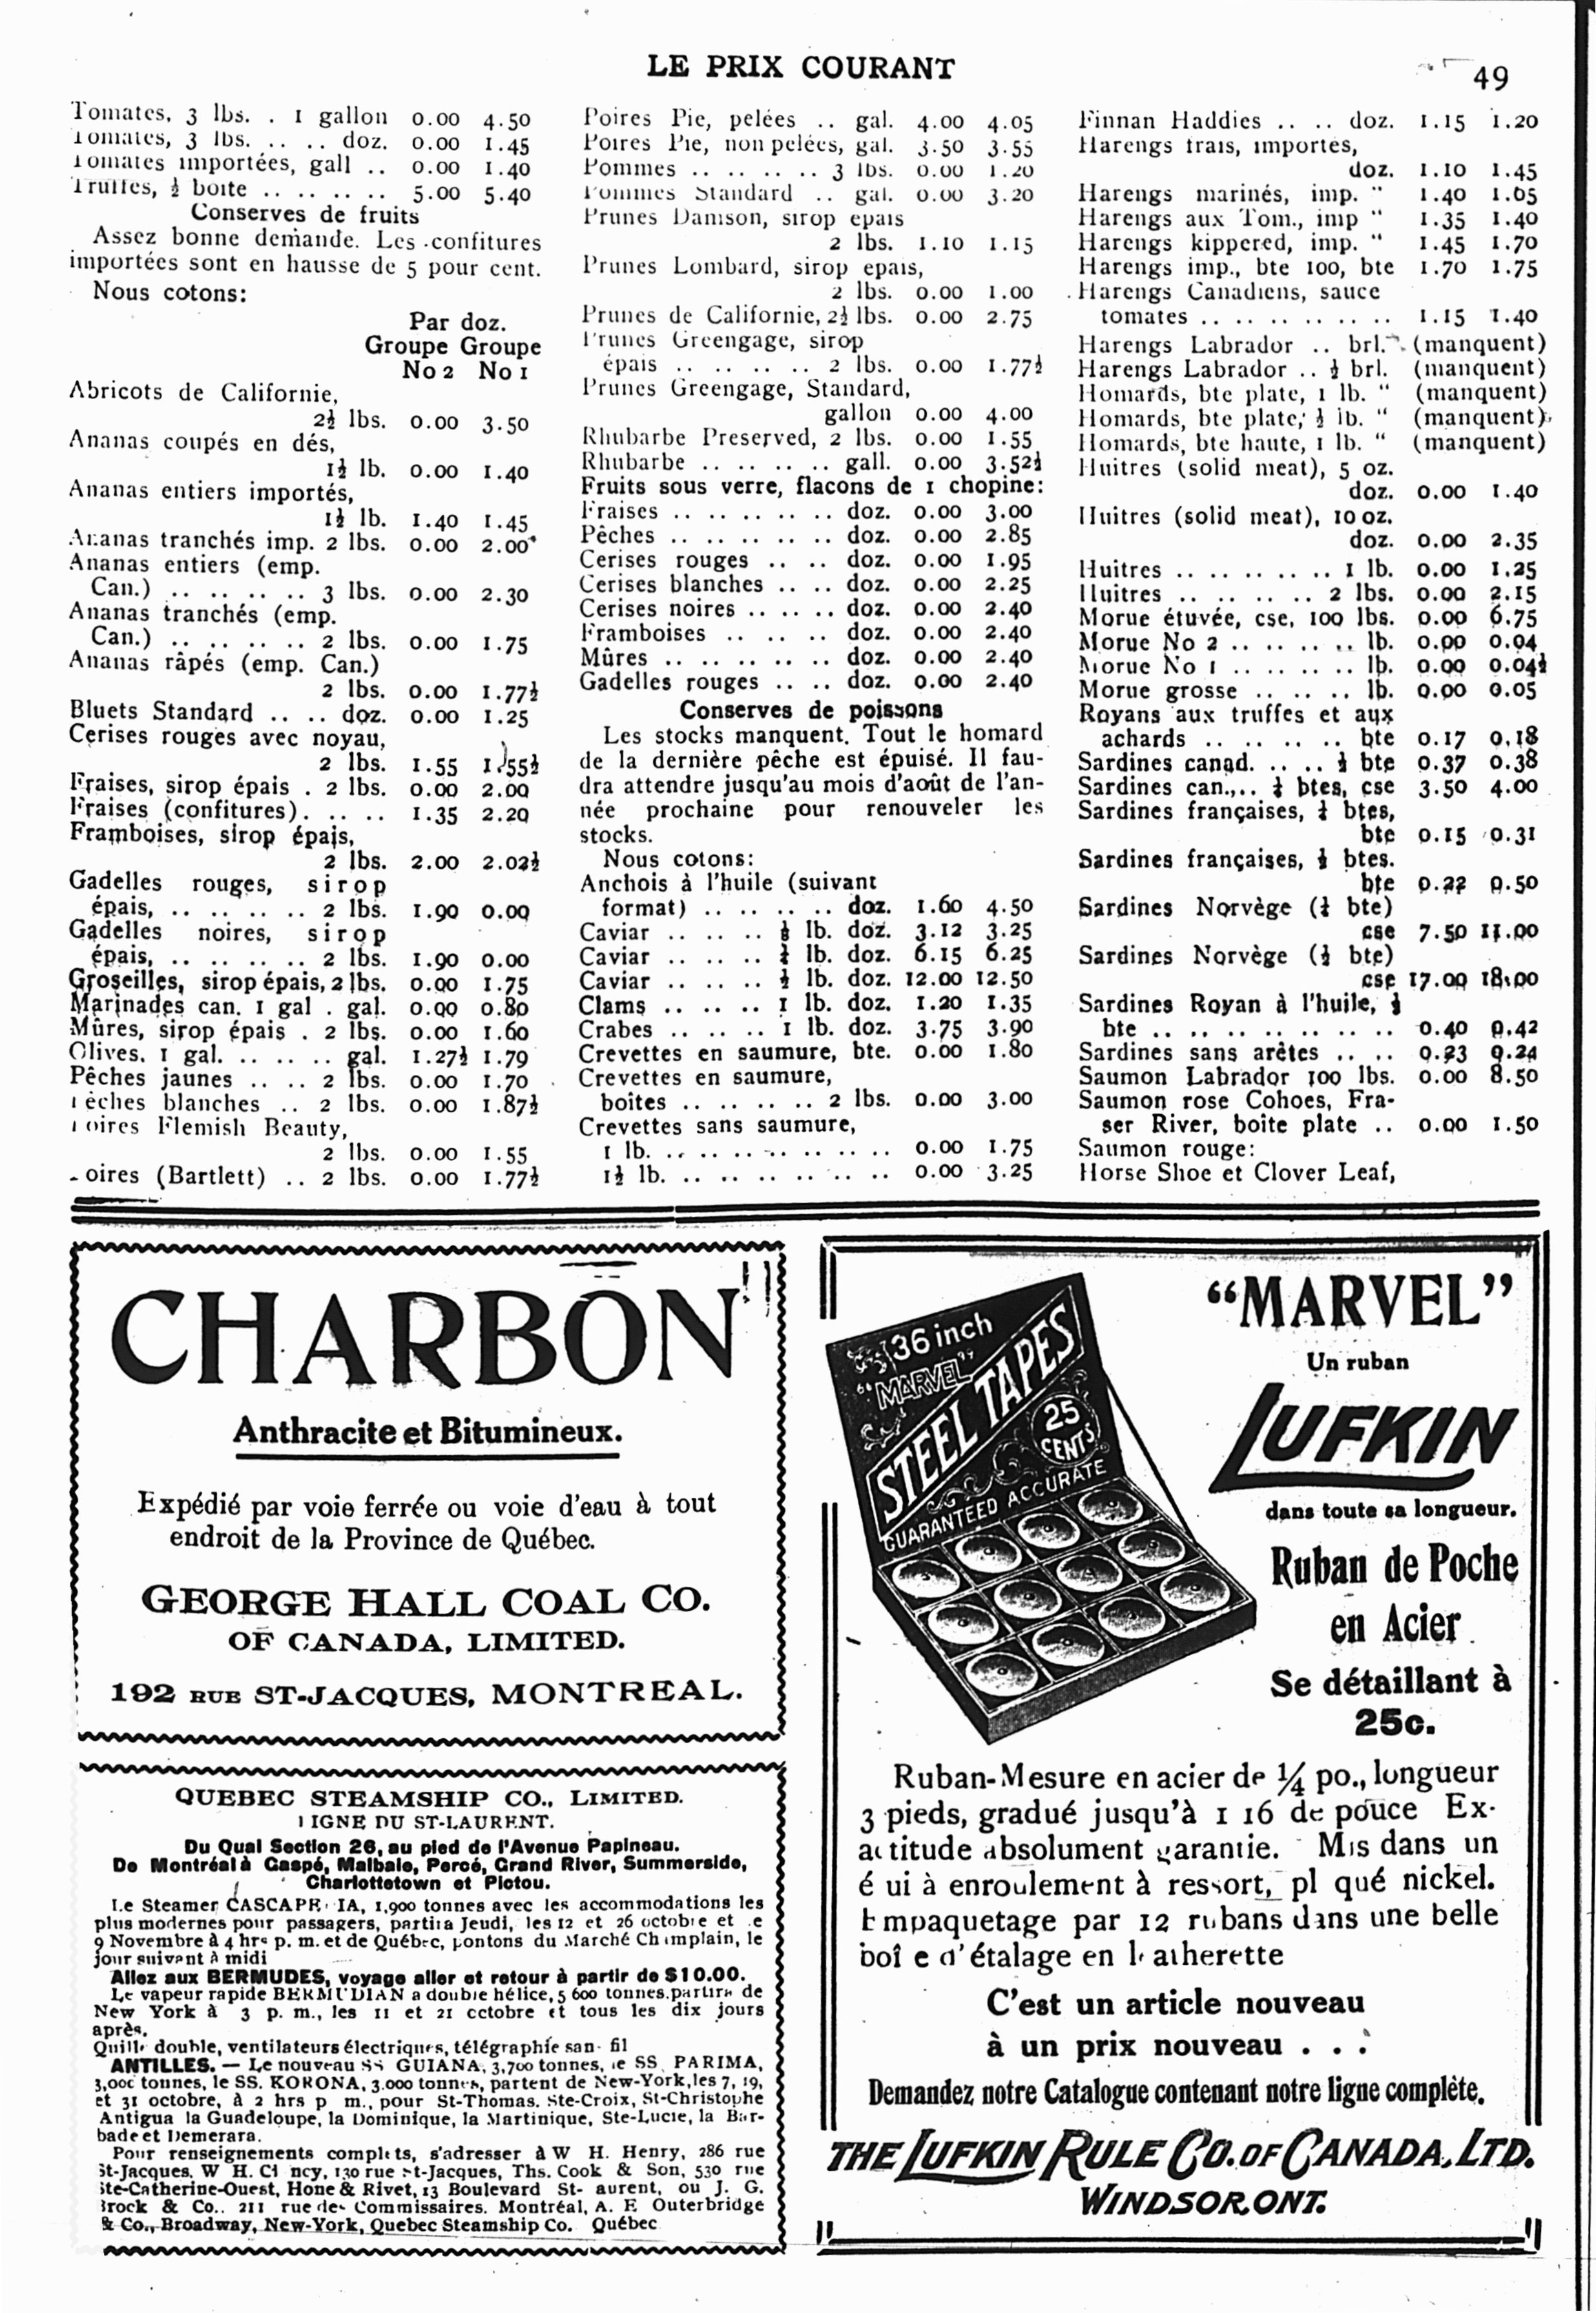 LE PRIX COURANT
49
Tomates, 3 lbs. . 1 gallon 0.00 4.50
Tomates, 3 lbs. .. .. doz. 0.00 1.45
Tomates importées, gall .. 0.00 1.40
Truffes, ½ boite .. .. .. .. 5.00 5.40
Conserves de fruits
Assez bonne demande. Les confitures
importées sont en hausse de 5 pour cent.
Nous cotons:
Par doz.
Groupe Groupe
No 2 No 1
Abricots de Californie,
2½ lbs. 0.00 3.50
Ananas coupés en dés,
1½ lb. 0.00 1.40
Ananas entiers importés,
1½ lb. 1.40 1.45
Ananas tranchés imp. 2 lbs. 0.00 2.00
Ananas entiers (emp.
Can.) .. .. .. .. 3 lbs. 0.00 2.30
Ananas tranchés (emp.
Can.) .. .. .. .. 2 lbs. 0.00 1.75
Ananas râpés (emp. Can.)
2 lbs. 0.00 1.77½
Bluets Standard .. .. doz. 0.00 1.25
Cerises rouges avec noyau,
2 lbs. 1.55 1.55½
Fraises, sirop épais . 2 lbs. 0.00 2.00
Fraises (confitures). .. .. 1.35 2.20
Framboises, sirop épais,
2 lbs. 2.00 2.02½
Gadelles rouges, sirop
épais, .. .. .. .. 2 lbs. 1.90 0.00
Gadelles noires, sirop
épais, .. .. .. .. 2 lbs. 1.90 0.00
Groseilles, sirop épais, 2 lbs. 0.00 1.75
Marinades can. 1 gal . gal. 0.00 0.80
Mûres, sirop épais . 2 lbs. 0.00 1.60
Olives, 1 gal. .. .. .. gal. 1.27½ 1.79
Pêches jaunes .. .. 2 lbs. 0.00 1.70
Pêches blanches .. 2 lbs. 0.00 1.87½
Poires Flemish Beauty,
2 lbs. 0.00 1.55
Poires (Bartlett) .. 2 lbs. 0.00 1.77½
Poires Pie, pelées .. gal. 4.00 4.05
Poires Pie, non pelées, gal. 3.50 3.55
Pommes .. .. .. .. 3 lbs. 0.00 1.20
Pommes Standard .. gal. 0.00 3.20
Prunes Damson, sirop epais
2 lbs. 1.10 1.15
Prunes Lombard, sirop epais,
2 lbs. 0.00 1.00
Prunes de Californie, 2½ lbs. 0.00 2.75
Prunes Greengage, sirop
épais .. .. .. .. 2 lbs. 0.00 1.77½
Prunes Greengage, Standard,
gallon 0.00 4.00
Rhubarbe Preserved, 2 lbs. 0.00 1.55
Rhubarbe .. .. .. .. gall. 0.00 3.52½
Fruits sous verre, flacons de 1 chopine:
Fraises .. .. .. .. .. doz. 0.00 3.00
Pêches .. .. .. .. .. doz. 0.00 2.85
Cerises rouges .. .. doz. 0.00 1.95
Cerises blanches .. .. doz. 0.00 2.25
Cerises noires .. .. .. doz. 0.00 2.40
Framboises .. .. .. doz. 0.00 2.40
Mûres .. .. .. .. .. doz. 0.00 2.40
Gadelles rouges .. .. doz. 0.00 2.40
Conserves de poissons
Les stocks manquent. Tout le homard
de la dernière pêche est épuisé. Il fau-
dra attendre jusqu'au mois d'août de l'an-
née prochaine pour renouveler les
stocks.
Nous cotons:
Anchois à l'huile (suivant
format) .. .. .. .. doz. 1.60 4.50
Caviar .. .. .. ⅛ lb. doz. 3.12 3.25
Caviar .. .. .. ¼ lb. doz. 6.15 6.25
Caviar .. .. .. ½ lb. doz. 12.00 12.50
Clams .. .. .. 1 lb. doz. 1.20 1.35
Crabes .. .. .. 1 lb. doz. 3.75 3.90
Crevettes en saumure, bte. 0.00 1.80
Crevettes en saumure,
boîtes .. .. .. .. 2 lbs. 0.00 3.00
Crevettes sans saumure,
1 lb. .. .. .. .. .. .. .. 0.00 1.75
1½ lb. .. .. .. .. .. .. .. 0.00 3.25
Finnan Haddies .. .. doz. 1.15 1.20
Harengs frais, importés,
doz. 1.10 1.45
Harengs marinés, imp. " 1.40 1.05
Harengs aux Tom., imp " 1.35 1.40
Harengs kippered, imp. " 1.45 1.70
Harengs imp., bte 100, bte 1.70 1.75
Harengs Canadiens, sauce
tomates .. .. .. .. .. .. 1.15 1.40
Harengs Labrador .. brl. (manquent)
Harengs Labrador .. ½ brl. (manquent)
Homards, bte plate, 1 lb. " (manquent)
Homards, bte plate, ½ lb. " (manquent)
Homards, bte haute, 1 lb. " (manquent)
Huitres (solid meat), 5 oz.
doz. 0.00 1.40
Huitres (solid meat), 10 oz.
doz. 0.00 2.35
Huitres .. .. .. .. .. 1 lb. 0.00 1.25
Huitres .. .. .. .. 2 lbs. 0.00 2.15
Morue étuvée, cse, 100 lbs. 0.00 6.75
Morue No 2 .. .. .. .. lb. 0.00 0.04
Morue No 1 .. .. .. .. lb. 0.00 0.04½
Morue grosse .. .. .. lb. 0.00 0.05
Royans aux truffes et aux
achards .. .. .. .. bte 0.17 0.18
Sardines canad. .. .. ¼ bte 0.37 0.38
Sardines can.,.. ¼ btes, cse 3.50 4.00
Sardines françaises, ¼ btes,
bte 0.15 0.31
Sardines françaises, ½ btes.
bte 0.22 0.50
Sardines Norvège (¼ bte)
cse 7.50 11.00
Sardines Norvège (½ bte)
cse 17.00 18.00
Sardines Royan à l'huile, ½
bte .. .. .. .. .. .. .. 0.40 0.42
Sardines sans arêtes .. .. 0.23 0.24
Saumon Labrador 100 lbs. 0.00 8.50
Saumon rose Cohoes, Fra-
ser River, boîte plate .. 0.00 1.50
Saumon rouge:
Horse Shoe et Clover Leaf,
CHARBON
Anthracite et Bitumineux.
Expédié par voie ferrée ou voie d'eau à tout
endroit de la Province de Québec.
GEORGE HALL COAL CO.
OF CANADA, LIMITED.
192 RUE ST-JACQUES, MONTREAL.
QUEBEC STEAMSHIP CO., LIMITED.
LIGNE DU ST-LAURENT.
Du Quai Section 26, au pied de l'Avenue Papineau.
De Montréal à Gaspé, Malbaie, Percé, Grand River, Summerside,
Charlottetown et Pictou.
Le Steamer CASCAPEDIA, 1,900 tonnes avec les accommodations les
plus modernes pour passagers, partira Jeudi, les 12 et 26 octobre et le
9 Novembre à 4 hrs p. m. et de Québec, pontons du Marché Champlain, le
jour suivant à midi
Allez aux BERMUDES, voyage aller et retour à partir de $10.00.
Le vapeur rapide BERMUDIAN a double hélice, 5 600 tonnes. partira de
New York à 3 p. m., les 11 et 21 octobre et tous les dix jours
après.
Quille double, ventilateurs électriques, télégraphie sans fil
ANTILLES. — Le nouveau SS GUIANA, 3,700 tonnes, le SS PARIMA,
3,000 tonnes, le SS. KORONA, 3.000 tonnes, partent de New-York, les 7, 19,
et 31 octobre, à 2 hrs p m., pour St-Thomas. Ste-Croix, St-Christophe
Antigua la Guadeloupe, la Dominique, la Martinique, Ste-Lucie, la Bar-
bade et Demerara.
Pour renseignements complets, s'adresser à W H. Henry, 286 rue
St-Jacques, W H. Clancy, 130 rue St-Jacques, Ths. Cook & Son, 530 rue
Ste-Catherine-Ouest, Hone & Rivet, 13 Boulevard St-Laurent, ou J. G.
Brock & Co.. 211 rue des Commissaires. Montréal, A. E Outerbridge
& Co., Broadway, New-York, Quebec Steamship Co. Québec
36 inch
"MARVEL"
STEEL TAPES
25
CENTS
GUARANTEED ACCURATE
"MARVEL"
Un ruban
LUFKIN
dans toute sa longueur.
Ruban de Poche
en Acier
Se détaillant à
25c.
Ruban-Mesure en acier de ¼ po., longueur
3 pieds, gradué jusqu'à 1 16 de pouce Ex-
actitude absolument garantie. Mis dans un
étui à enroulement à ressort, plaqué nickel.
Empaquetage par 12 rubans dans une belle
boîte d'étalage en leatherette
C'est un article nouveau
à un prix nouveau . . .
Demandez notre Catalogue contenant notre ligne complète.
THE LUFKIN RULE CO. OF CANADA, LTD.
WINDSOR, ONT.